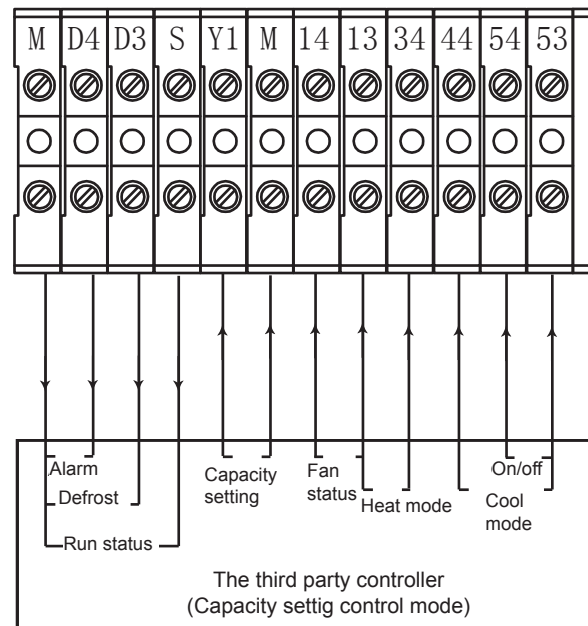 M D4 D3 S Y1 M 14 13 34 44 54 53
Alarm
Defrost
Run status
Capacity
setting
Fan
status
Heat mode
On/off
Cool
mode
The third party controller
(Capacity settig control mode)